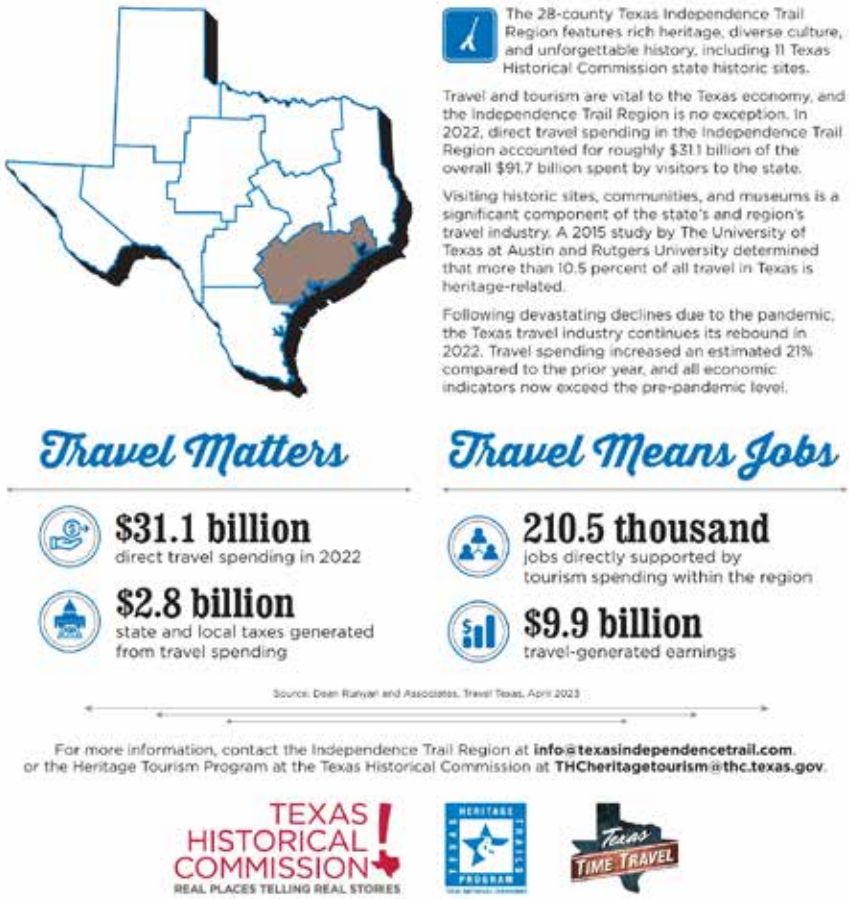 The 28-county Texas Independence Trail
Region features rich heritage, diverse culture,
and unforgettable history, including 11 Texas
Historical Commission state historic sites.
Travel and tourism are vital to the Texas economy, and
the Independence Trail Region is no exception. In
2022, direct travel spending in the Independence Trail
Region accounted for roughly $31.1 billion of the
overall $91.7 billion spent by visitors to the state.
Visiting historic sites, communities, and museums is a
significant component of the state's and region's
travel industry. A 2015 study by The University of
Texas at Austin and Rutgers University determined
that more than 10.5 percent of all travel in Texas is
heritage-related.
Following devastating declines due to the pandemic,
the Texas travel industry continues its rebound in
2022. Travel spending increased an estimated 21%
compared to the prior year, and all economic
indicators now exceed the pre-pandemic level.
Travel Matters
$31.1 billion
direct travel spending in 2022
$2.8 billion
state and local taxes generated
from travel spending
Travel Means Jobs
210.5 thousand
jobs directly supported by
tourism spending within the region
$9.9 billion
travel-generated earnings
Source: Dean Runyan and Associates, Travel Texas, April 2023
For more information, contact the Independence Trail Region at info@texasindependencetrail.com.
or the Heritage Tourism Program at the Texas Historical Commission at THCheritagetourism@thc.texas.gov.
TEXAS
HISTORICAL
COMMISSION
REAL PLACES TELLING REAL STORIES
TEXAS
HERITAGE
TRAILS
PROGRAM
Texas
TIME TRAVEL